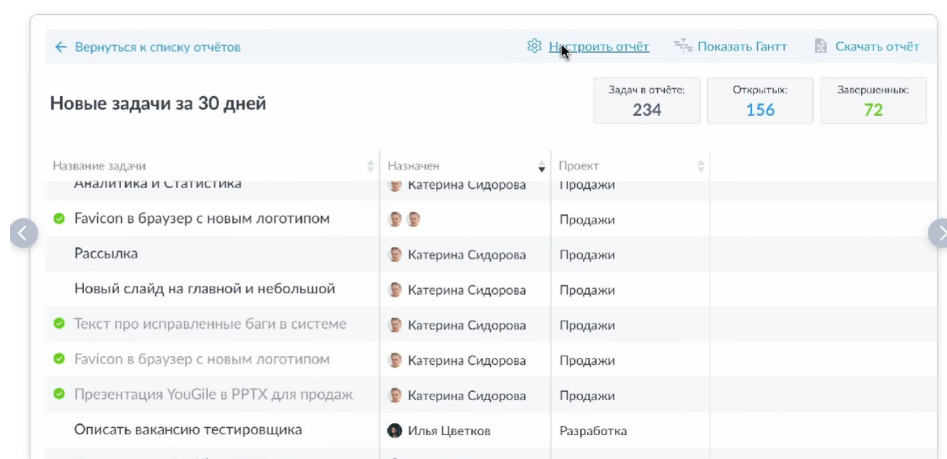 Вернуться к списку отчётов
Настроить отчёт
Показать Гантт
Скачать отчёт
Новые задачи за 30 дней
Задач в отчёте:
234
Открытых:
156
Завершенных:
72
Название задачи Назначен Проект
Аналитика и Статистика Катерина Сидорова Продажи
Favicon в браузер с новым логотипом Продажи
Рассылка Катерина Сидорова Продажи
Новый слайд на главной и небольшой Катерина Сидорова Продажи
Текст про исправленные баги в системе Катерина Сидорова Продажи
Favicon в браузер с новым логотипом Катерина Сидорова Продажи
Презентация YouGile в PPTX для продаж Катерина Сидорова Продажи
Описать вакансию тестировщика Илья Цветков Разработка